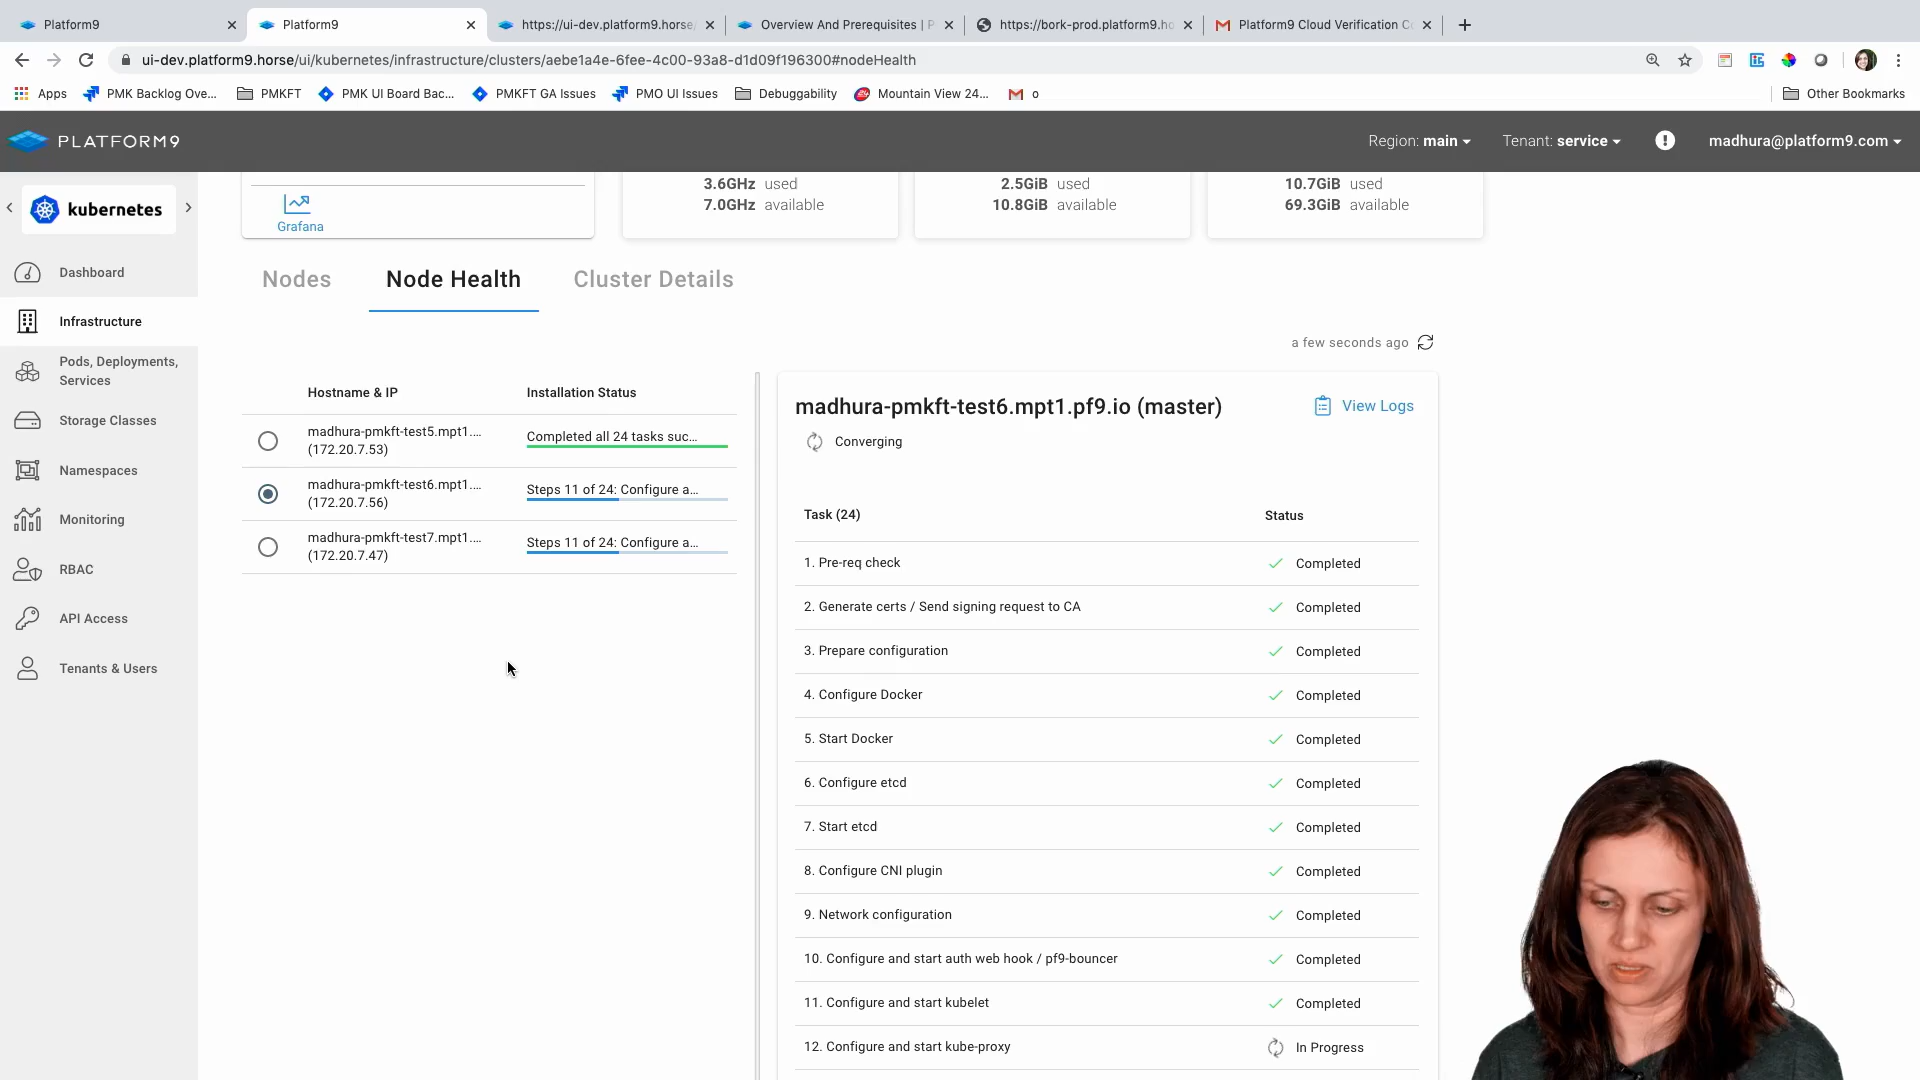 Platform9
Platform9
https://ui-dev.platform9.horse/
Overview And Prerequisites | P
https://bork-prod.platform9.ho
Platform9 Cloud Verification Co
ui-dev.platform9.horse/ui/kubernetes/infrastructure/clusters/aebe1a4e-6fee-4c00-93a8-d1d09f196300#nodeHealth
Apps
PMK Backlog Ove...
PMKFT
PMK UI Board Bac...
PMKFT GA Issues
PMO UI Issues
Debuggability
Mountain View 24...
o
Other Bookmarks
PLATFORM9
Region: main
Tenant: service
madhura@platform9.com
kubernetes
Dashboard
Infrastructure
Pods, Deployments,
Services
Storage Classes
Namespaces
Monitoring
RBAC
API Access
Tenants & Users
Grafana
3.6GHz used
7.0GHz available
2.5GiB used
10.8GiB available
10.7GiB used
69.3GiB available
Nodes
Node Health
Cluster Details
a few seconds ago
Hostname & IP
Installation Status
madhura-pmkft-test5.mpt1....
(172.20.7.53)
Completed all 24 tasks suc...
madhura-pmkft-test6.mpt1....
(172.20.7.56)
Steps 11 of 24: Configure a...
madhura-pmkft-test7.mpt1....
(172.20.7.47)
Steps 11 of 24: Configure a...
madhura-pmkft-test6.mpt1.pf9.io (master)
View Logs
Converging
Task (24)
Status
1. Pre-req check
Completed
2. Generate certs / Send signing request to CA
Completed
3. Prepare configuration
Completed
4. Configure Docker
Completed
5. Start Docker
Completed
6. Configure etcd
Completed
7. Start etcd
Completed
8. Configure CNI plugin
Completed
9. Network configuration
Completed
10. Configure and start auth web hook / pf9-bouncer
Completed
11. Configure and start kubelet
Completed
12. Configure and start kube-proxy
In Progress